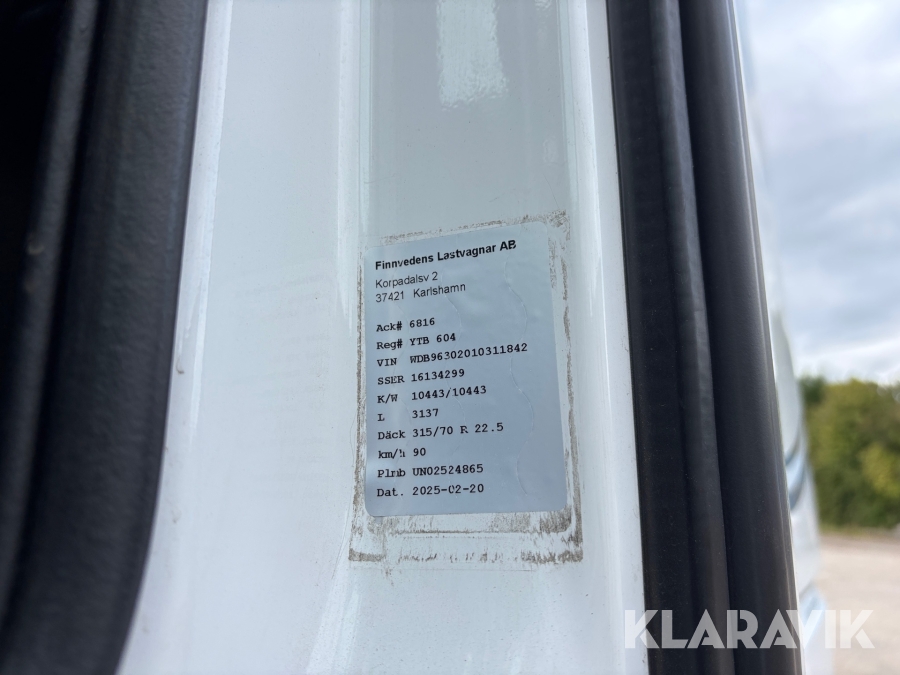 Finnvedens Lastvagnar AB
Korpadalsv 2
37421 Karlshamn
Ack# 6816
Reg# YTB 604
VIN WDB96302010311842
SSER 16134299
K/W 10443/10443
L 3137
Däck 315/70 R 22.5
km/h 90
Plmb UN02524865
Dat. 2025-02-20
KLARAVIK